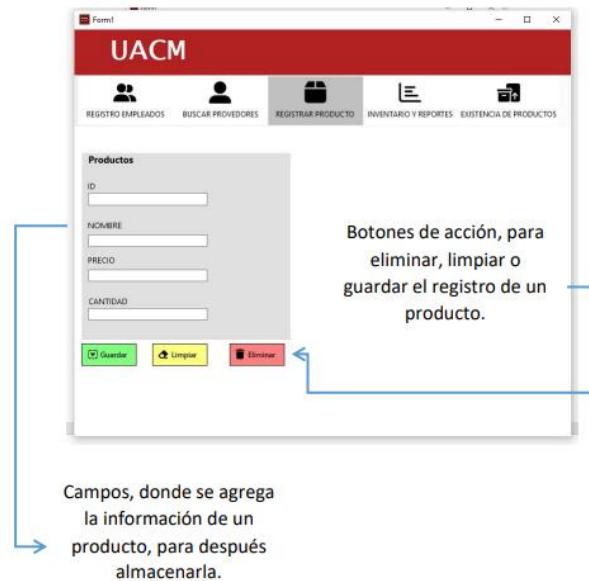 Form1
UACM
REGISTRO EMPLEADOS BUSCAR PROVEDORES REGISTRAR PRODUCTO INVENTARIO Y REPORTES EXISTENCIA DE PRODUCTOS
Productos
ID
NOMBRE
PRECIO
CANTIDAD
Guardar Limpiar Eliminar
Botones de acción, para
eliminar, limpiar o
guardar el registro de un
producto.
Campos, donde se agrega
la información de un
producto, para después
almacenarla.